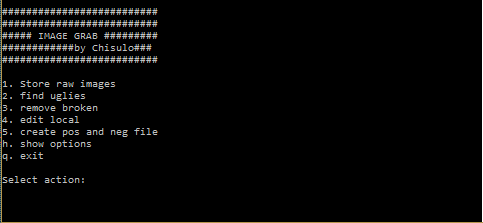 ##########################
##########################
##### IMAGE GRAB #########
############by Chisulo###
##########################
1. Store raw images
2. find uglies
3. remove broken
4. edit local
5. create pos and neg file
h. show options
q. exit
Select action: